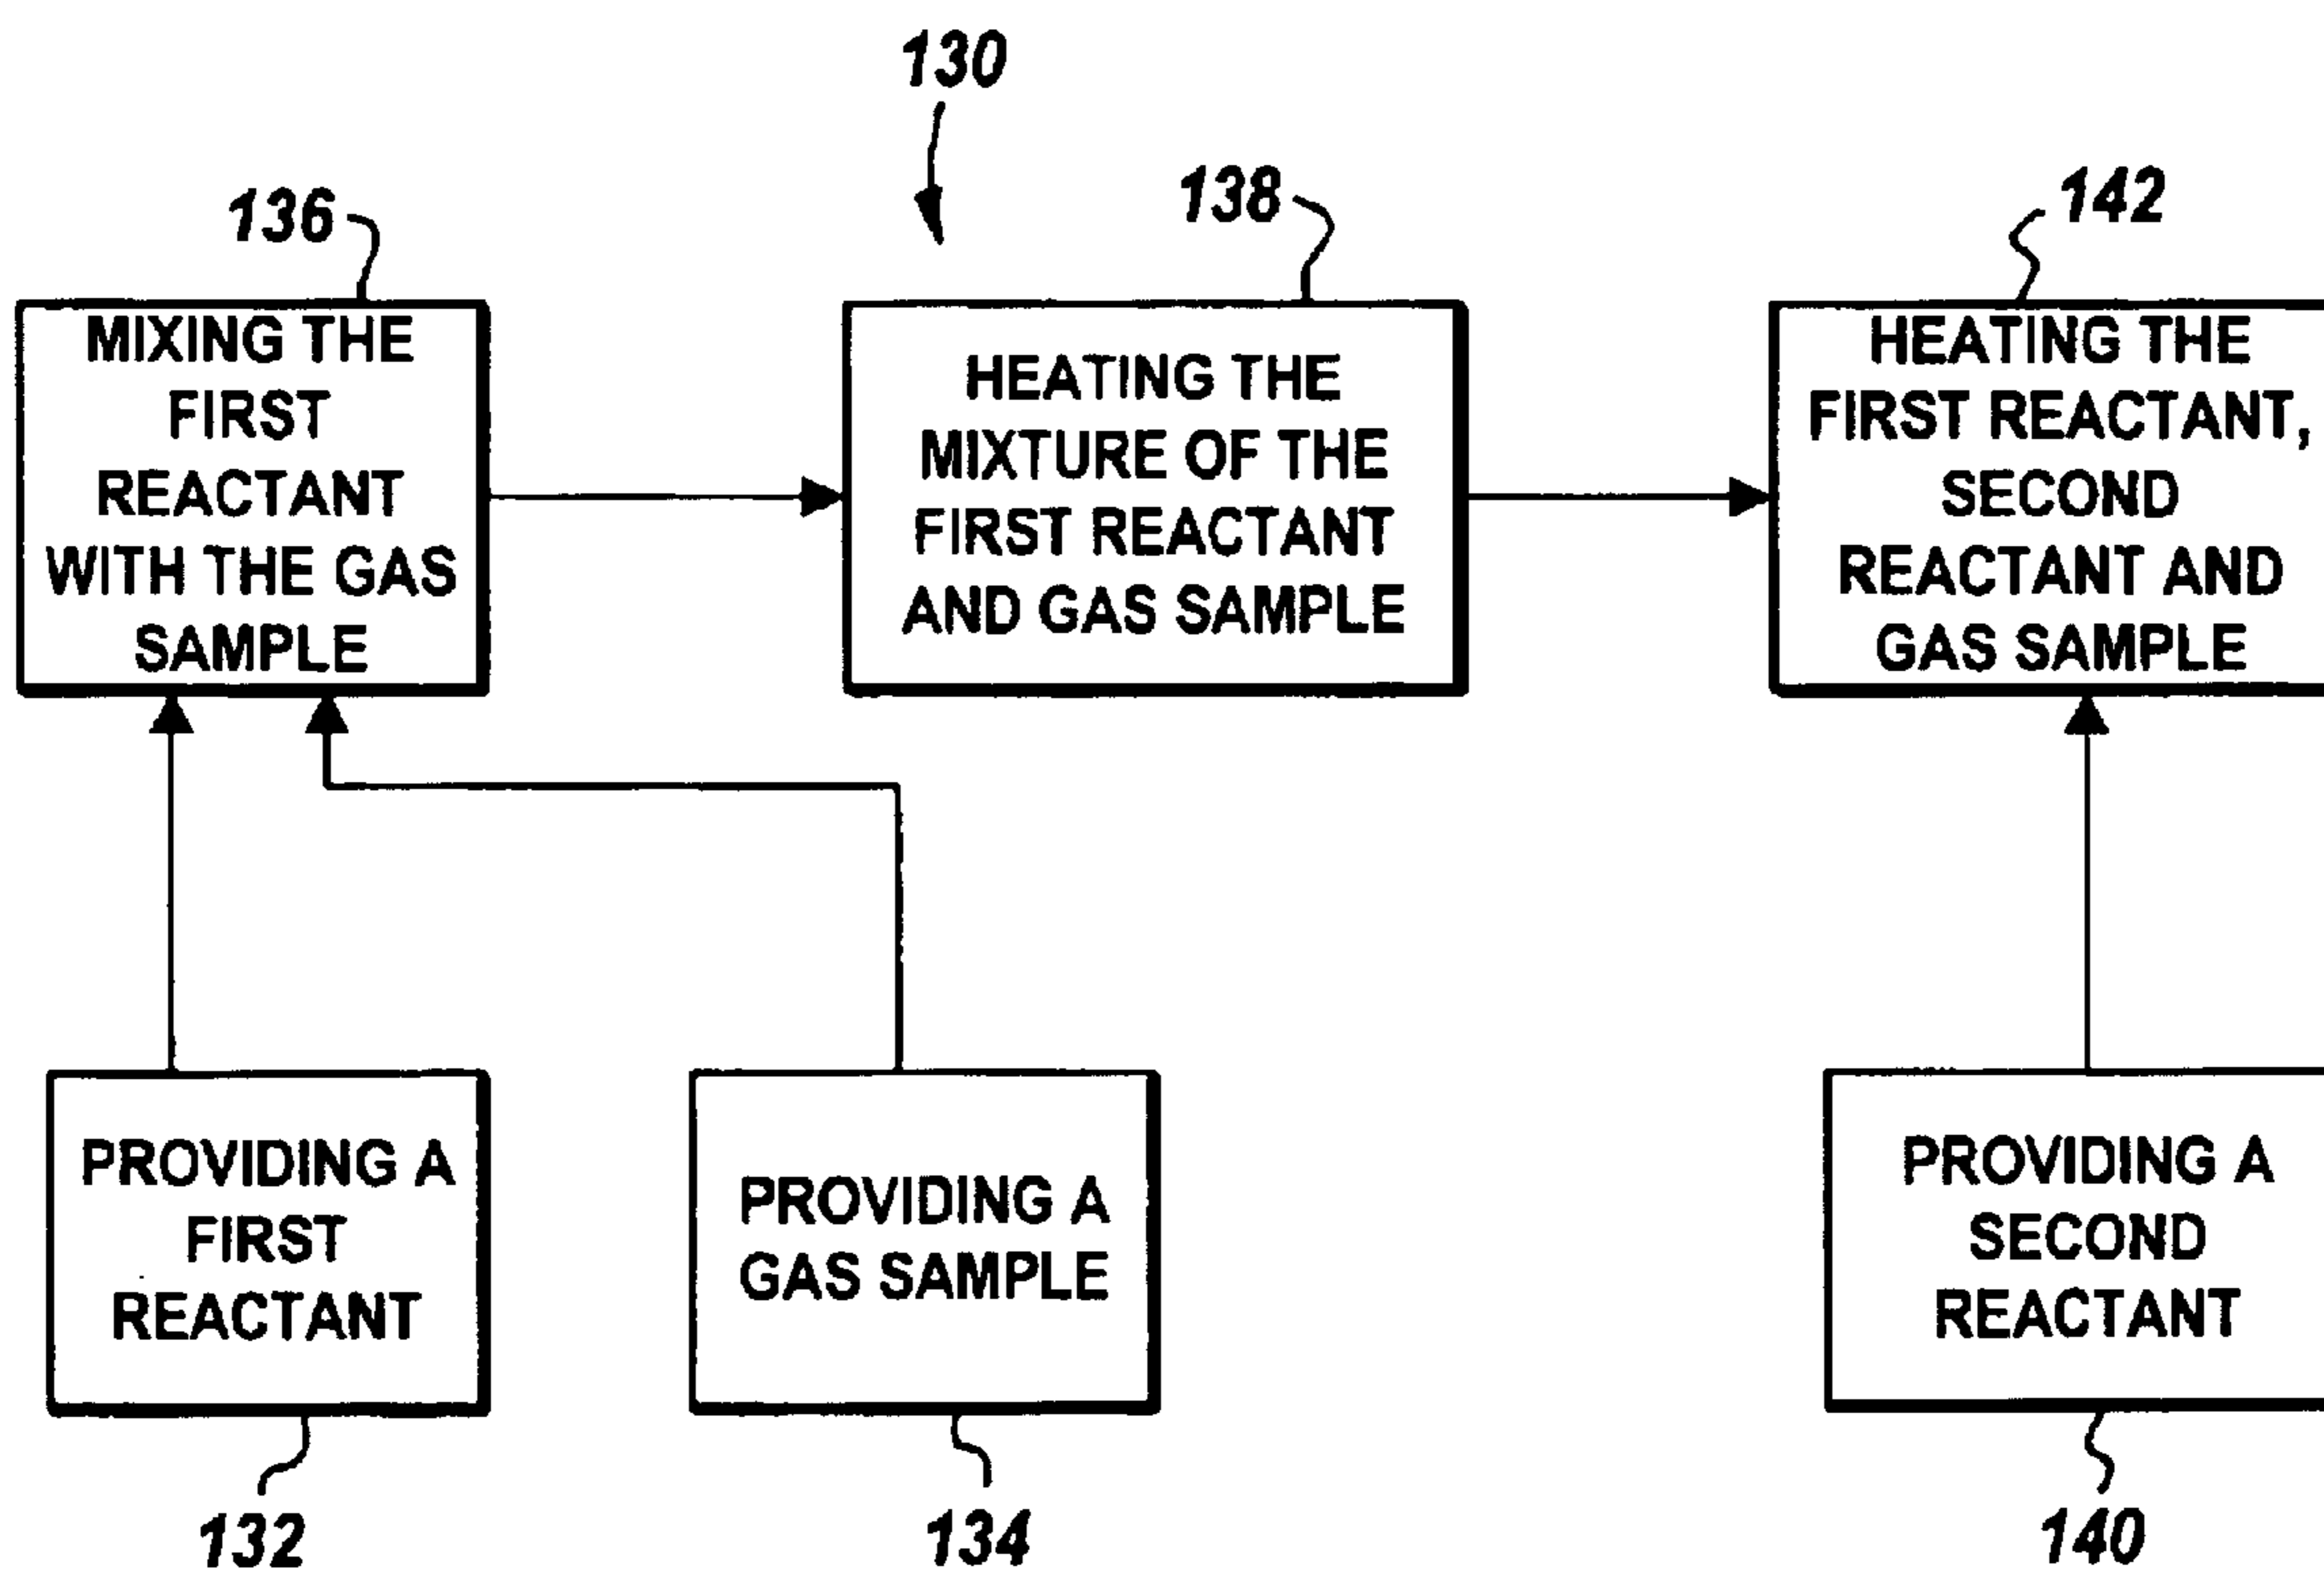 130
136
138
142
MIXING THE
FIRST
REACTANT
WITH THE GAS
SAMPLE
HEATING THE
MIXTURE OF THE
FIRST REACTANT
AND GAS SAMPLE
HEATING THE
FIRST REACTANT,
SECOND
REACTANT AND
GAS SAMPLE
PROVIDING A
FIRST
REACTANT
PROVIDING A
GAS SAMPLE
PROVIDING A
SECOND
REACTANT
132
134
140